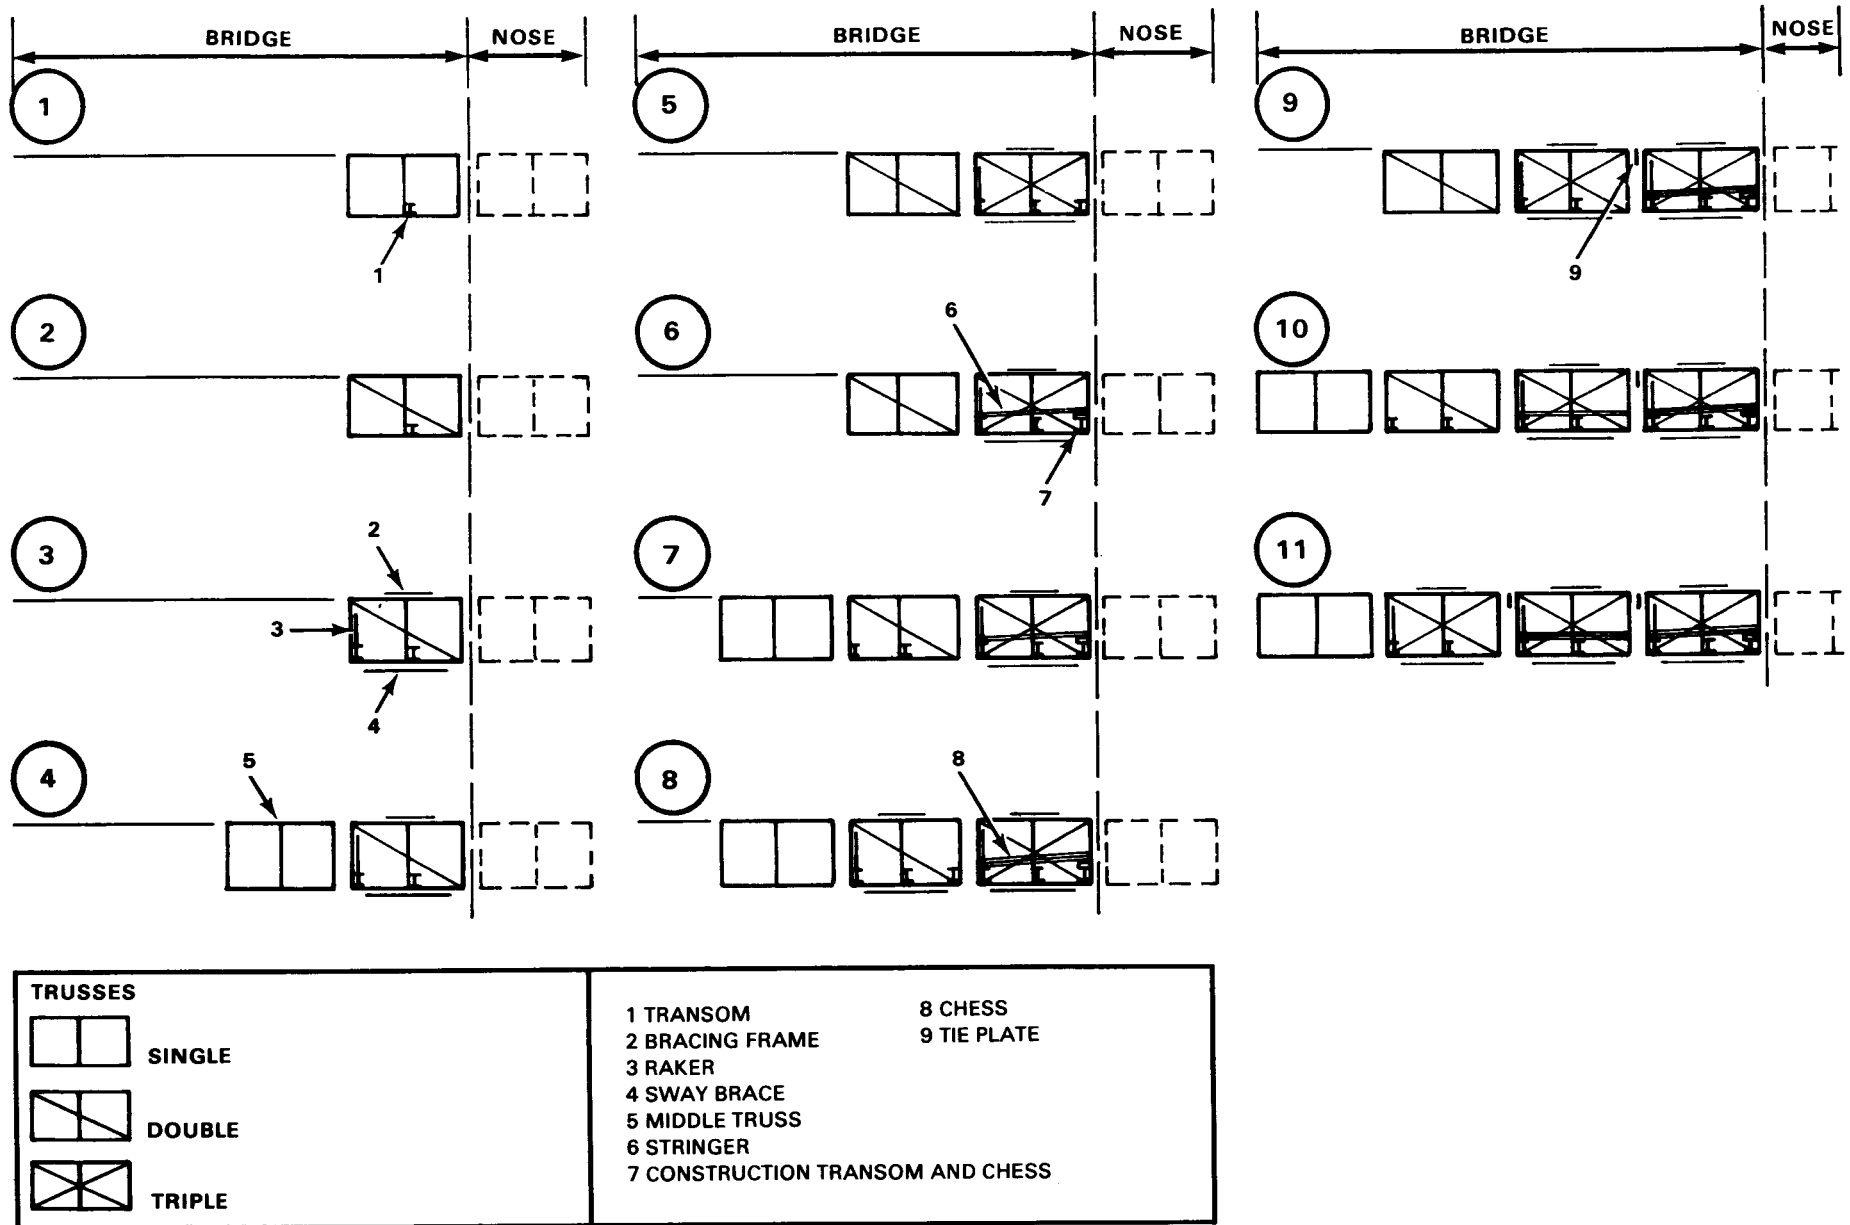 BRIDGE NOSE
1
1
2
3
2
3
4
4
5
BRIDGE NOSE
5
6
6
7
7
8
8
BRIDGE NOSE
9
9
10
11
TRUSSES
SINGLE
DOUBLE
TRIPLE
1 TRANSOM
2 BRACING FRAME
3 RAKER
4 SWAY BRACE
5 MIDDLE TRUSS
6 STRINGER
7 CONSTRUCTION TRANSOM AND CHESS
8 CHESS
9 TIE PLATE